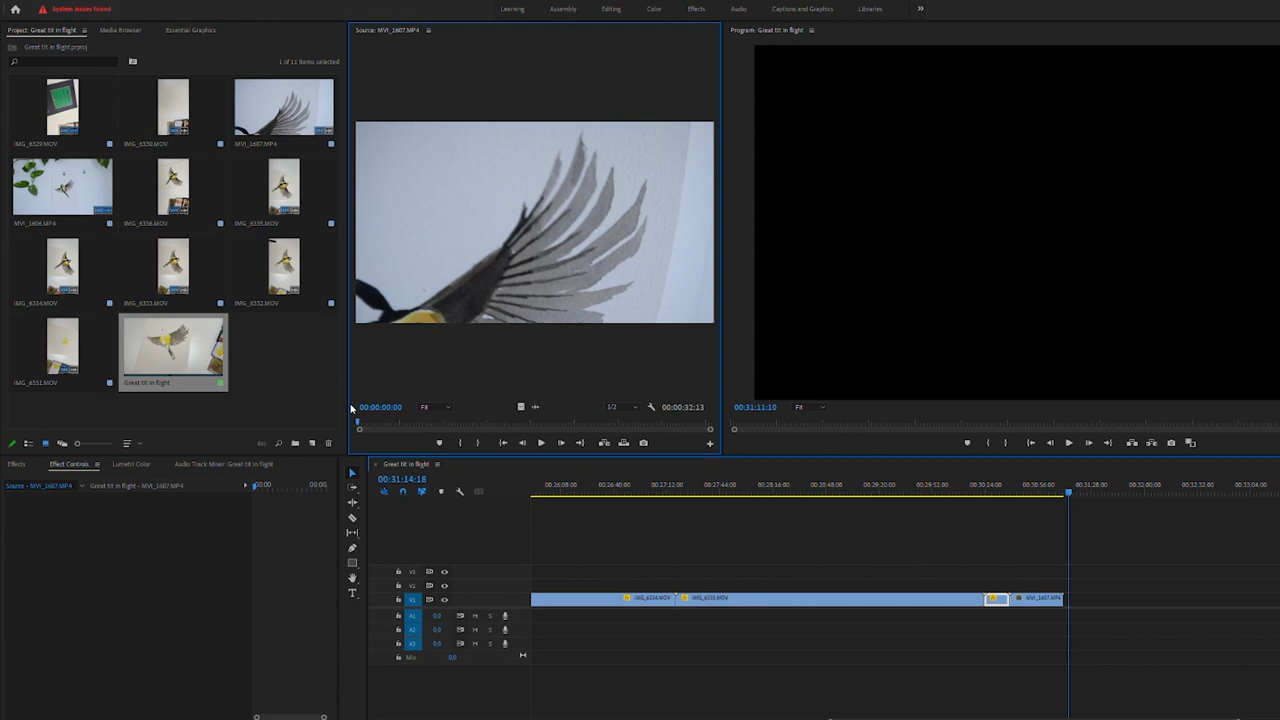 System issues found
Learning Assembly Editing Color Effects Audio Captions and Graphics Libraries
Project: Great tit in flight Media Browser Essential Graphics
Great tit in flight.prproj
1 of 11 items selected
IMG_6329.MOV IMG_6330.MOV MVI_1607.MP4
MVI_1606.MP4 IMG_6336.MOV IMG_6335.MOV
IMG_6334.MOV IMG_6333.MOV IMG_6332.MOV
IMG_6331.MOV Great tit in flight
Source: MVI_1607.MP4
00:00:00:00 Fit 1/2 00:00:32:13
Program: Great tit in flight
00:31:11:10 Fit
Effects Effect Controls Lumetri Color Audio Track Mixer: Great tit in flight
Source - MVI_1607.MP4 Great tit in flight - MVI_1607.MP4 :00:00 00:00
Great tit in flight
00:31:14:18
00:26:08:00 00:26:40:00 00:27:12:00 00:27:44:00 00:28:16:00 00:28:48:00 00:29:20:00 00:29:52:00 00:30:24:00 00:30:56:00 00:31:28:00 00:32:00:00 00:32:32:00 00:33:04:00
V3
V2
V1 IMG_6334.MOV IMG_6335.MOV MVI_1607.MP4
A1 0,0 M S
A2 0,0 M S
A3 0,0 M S
Mix 0,0